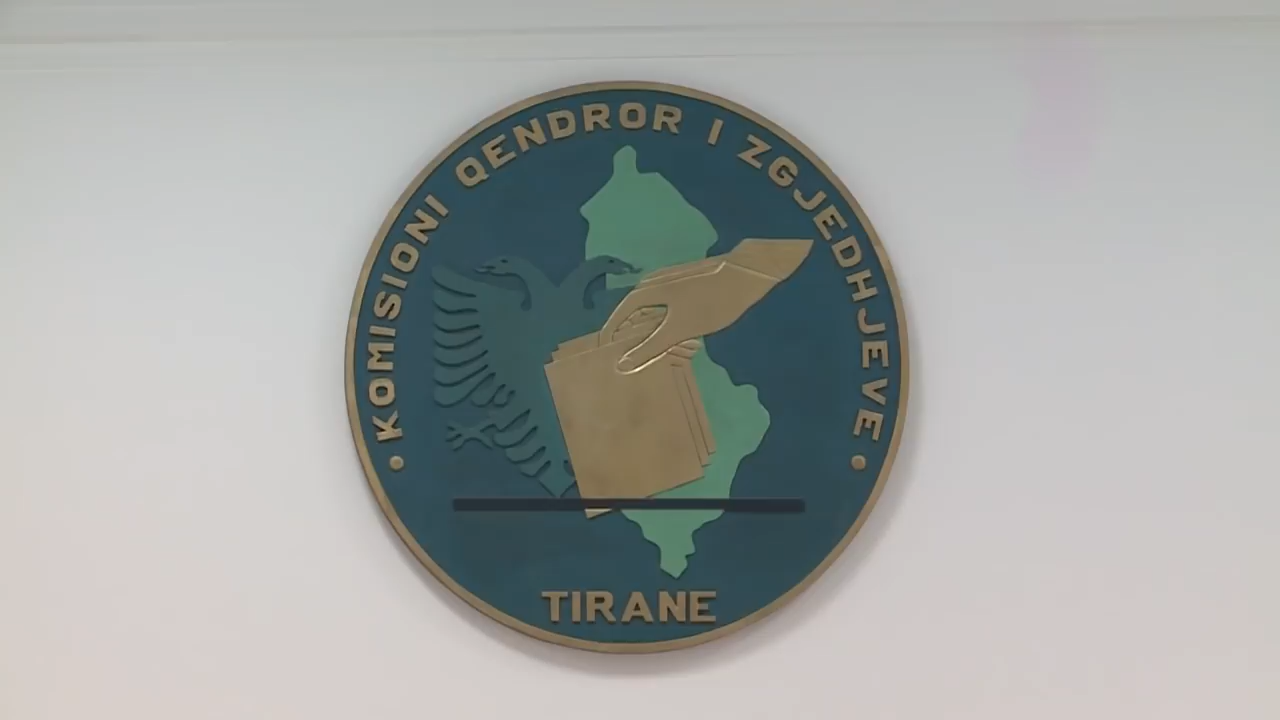 • KOMISIONI QENDROR I ZGJEDHJEVE •
TIRANE